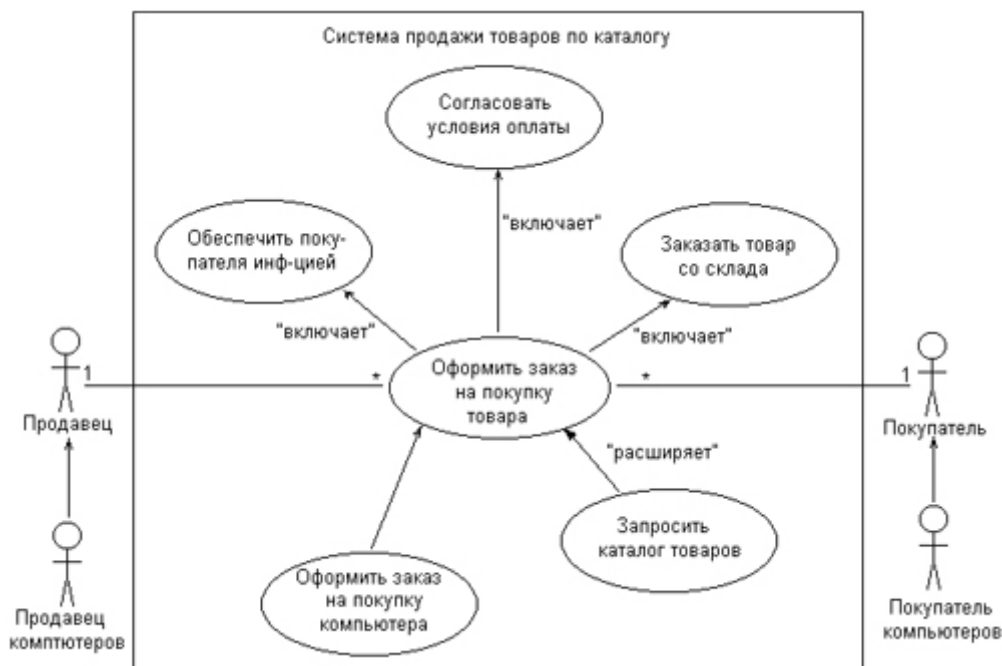 Система продажи товаров по каталогу
Согласовать
условия оплаты
"включает"
Обеспечить поку-
пателя инф-цией
Заказать товар
со склада
"включает"
"включает"
Оформить заказ
на покупку
товара
1
*
*
1
Продавец
Покупатель
"расширяет"
Запросить
каталог товаров
Оформить заказ
на покупку
компьютера
Продавец
комптютеров
Покупатель
компьютеров